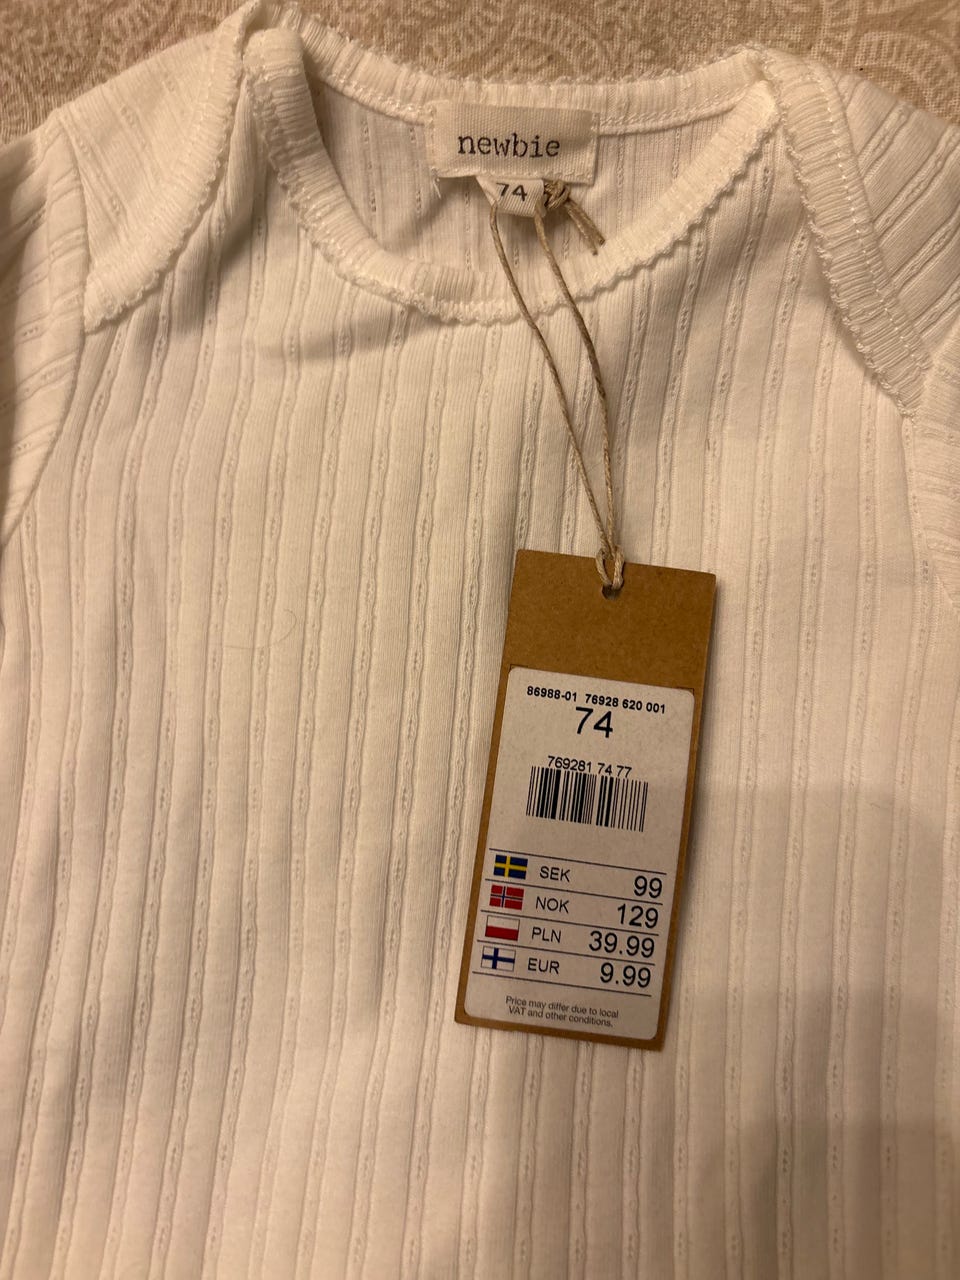 newbie
74
86988-01 76928 620 001
74
769281 74 77
SEK 99
NOK 129
PLN 39.99
EUR 9.99
Price may differ due to local
VAT and other conditions.